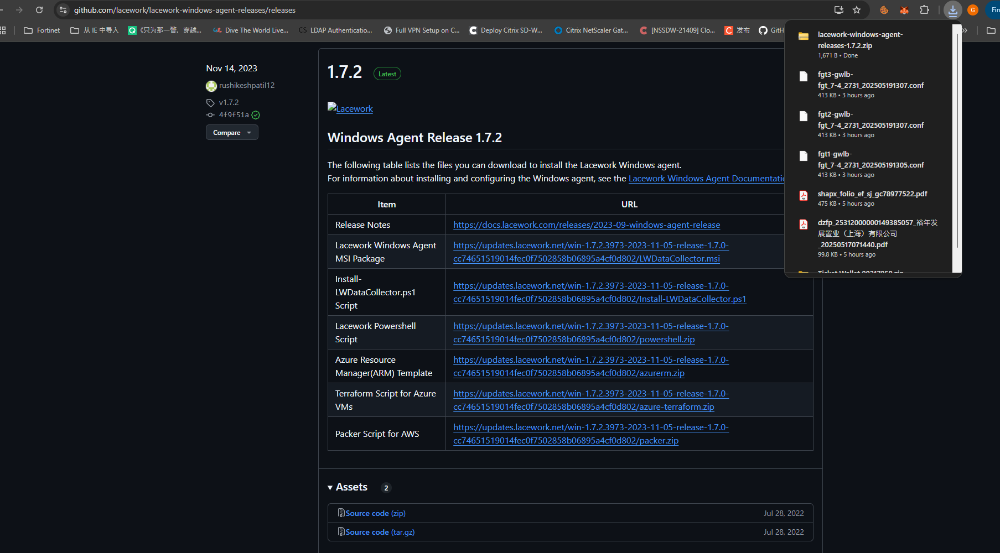 github.com/lacework/lacework-windows-agent-releases/releases
G
Fin
Fortinet
从 IE 中导入
《只为那一瞥，穿越...
Dive The World Live...
CS LDAP Authenticatio...
Full VPN Setup on C...
Deploy Citrix SD-W...
Citrix NetScaler Gat...
[NSSDW-21409] Clo...
发布
GitH
Nov 14, 2023
rushikeshpatil12
v1.7.2
4f9f51a
Compare
1.7.2
Latest
Lacework
Windows Agent Release 1.7.2
The following table lists the files you can download to install the Lacework Windows agent.
For information about installing and configuring the Windows agent, see the Lacework Windows Agent Documentatic
Item
URL
Release Notes
https://docs.lacework.com/releases/2023-09-windows-agent-release
Lacework Windows Agent
MSI Package
https://updates.lacework.net/win-1.7.2.3973-2023-11-05-release-1.7.0-
cc74651519014fec0f7502858b06895a4cf0d802/LWDataCollector.msi
Install-
LWDataCollector.ps1
Script
https://updates.lacework.net/win-1.7.2.3973-2023-11-05-release-1.7.0-
cc74651519014fec0f7502858b06895a4cf0d802/Install-LWDataCollector.ps1
Lacework Powershell
Script
https://updates.lacework.net/win-1.7.2.3973-2023-11-05-release-1.7.0-
cc74651519014fec0f7502858b06895a4cf0d802/powershell.zip
Azure Resource
Manager(ARM) Template
https://updates.lacework.net/win-1.7.2.3973-2023-11-05-release-1.7.0-
cc74651519014fec0f7502858b06895a4cf0d802/azurerm.zip
Terraform Script for Azure
VMs
https://updates.lacework.net/win-1.7.2.3973-2023-11-05-release-1.7.0-
cc74651519014fec0f7502858b06895a4cf0d802/azure-terraform.zip
Packer Script for AWS
https://updates.lacework.net/win-1.7.2.3973-2023-11-05-release-1.7.0-
cc74651519014fec0f7502858b06895a4cf0d802/packer.zip
Assets 2
Source code (zip)
Jul 28, 2022
Source code (tar.gz)
Jul 28, 2022
lacework-windows-agent-
releases-1.7.2.zip
1,671 B • Done
fgt3-gwlb-
fgt_7-4_2731_202505191307.conf
413 KB • 3 hours ago
fgt2-gwlb-
fgt_7-4_2731_202505191307.conf
413 KB • 3 hours ago
fgt1-gwlb-
fgt_7-4_2731_202505191305.conf
413 KB • 3 hours ago
shapx_folio_ef_sj_gc78977522.pdf
475 KB • 5 hours ago
dzfp_25312000000149385057_裕年发
展置业（上海）有限公司
_20250517071440.pdf
99.8 KB • 5 hours ago